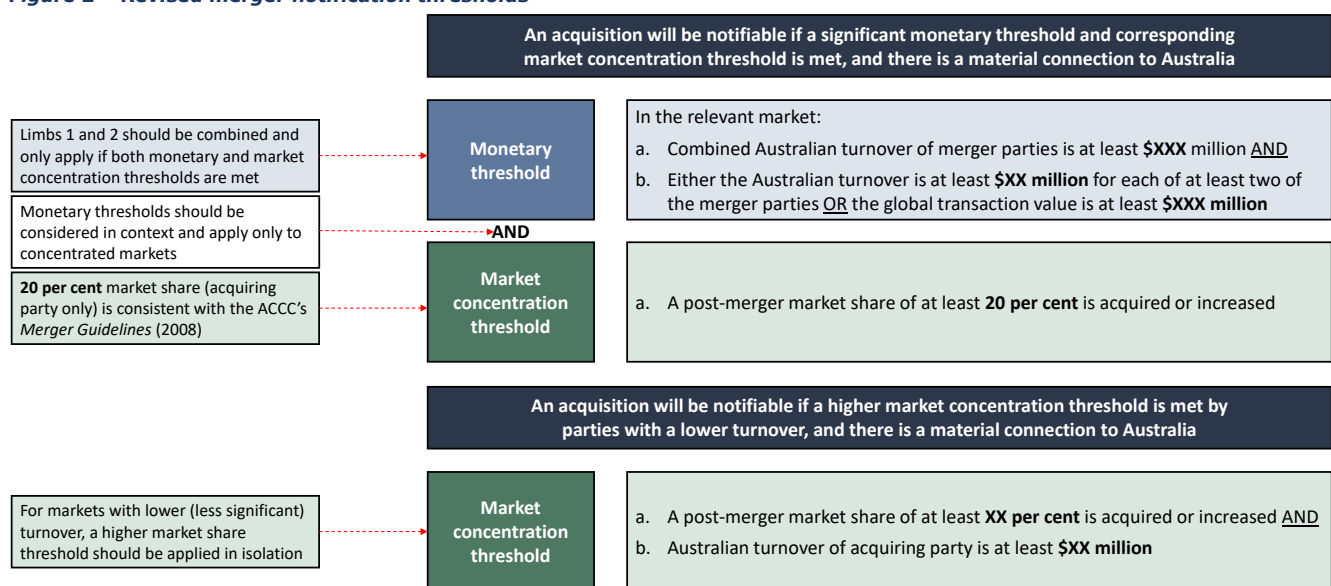 An acquisition will be notifiable if a significant monetary threshold and corresponding
market concentration threshold is met, and there is a material connection to Australia
Limbs 1 and 2 should be combined and
only apply if both monetary and market
concentration thresholds are met
Monetary
threshold
In the relevant market:
a. Combined Australian turnover of merger parties is at least $XXX million AND
b. Either the Australian turnover is at least $XX million for each of at least two of
the merger parties OR the global transaction value is at least $XXX million
Monetary thresholds should be
considered in context and apply only to
concentrated markets
AND
20 per cent market share (acquiring
party only) is consistent with the ACCC's
Merger Guidelines (2008)
Market
concentration
threshold
a. A post-merger market share of at least 20 per cent is acquired or increased
An acquisition will be notifiable if a higher market concentration threshold is met by
parties with a lower turnover, and there is a material connection to Australia
For markets with lower (less significant)
turnover, a higher market share
threshold should be applied in isolation
Market
concentration
threshold
a. A post-merger market share of at least XX per cent is acquired or increased AND
b. Australian turnover of acquiring party is at least $XX million